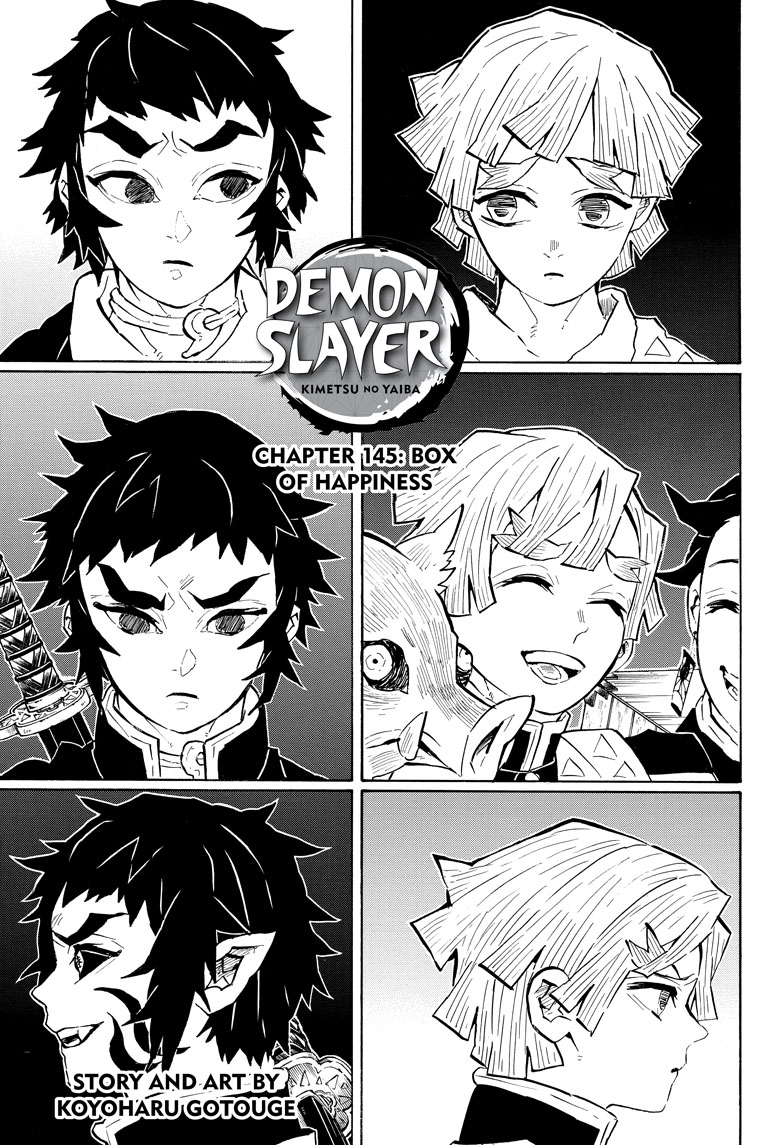 DEMON
SLAYER
KIMETSU NO YAIBA
CHAPTER 145: BOX
OF HAPPINESS
STORY AND ART BY
KOYOHARU GOTOUGE